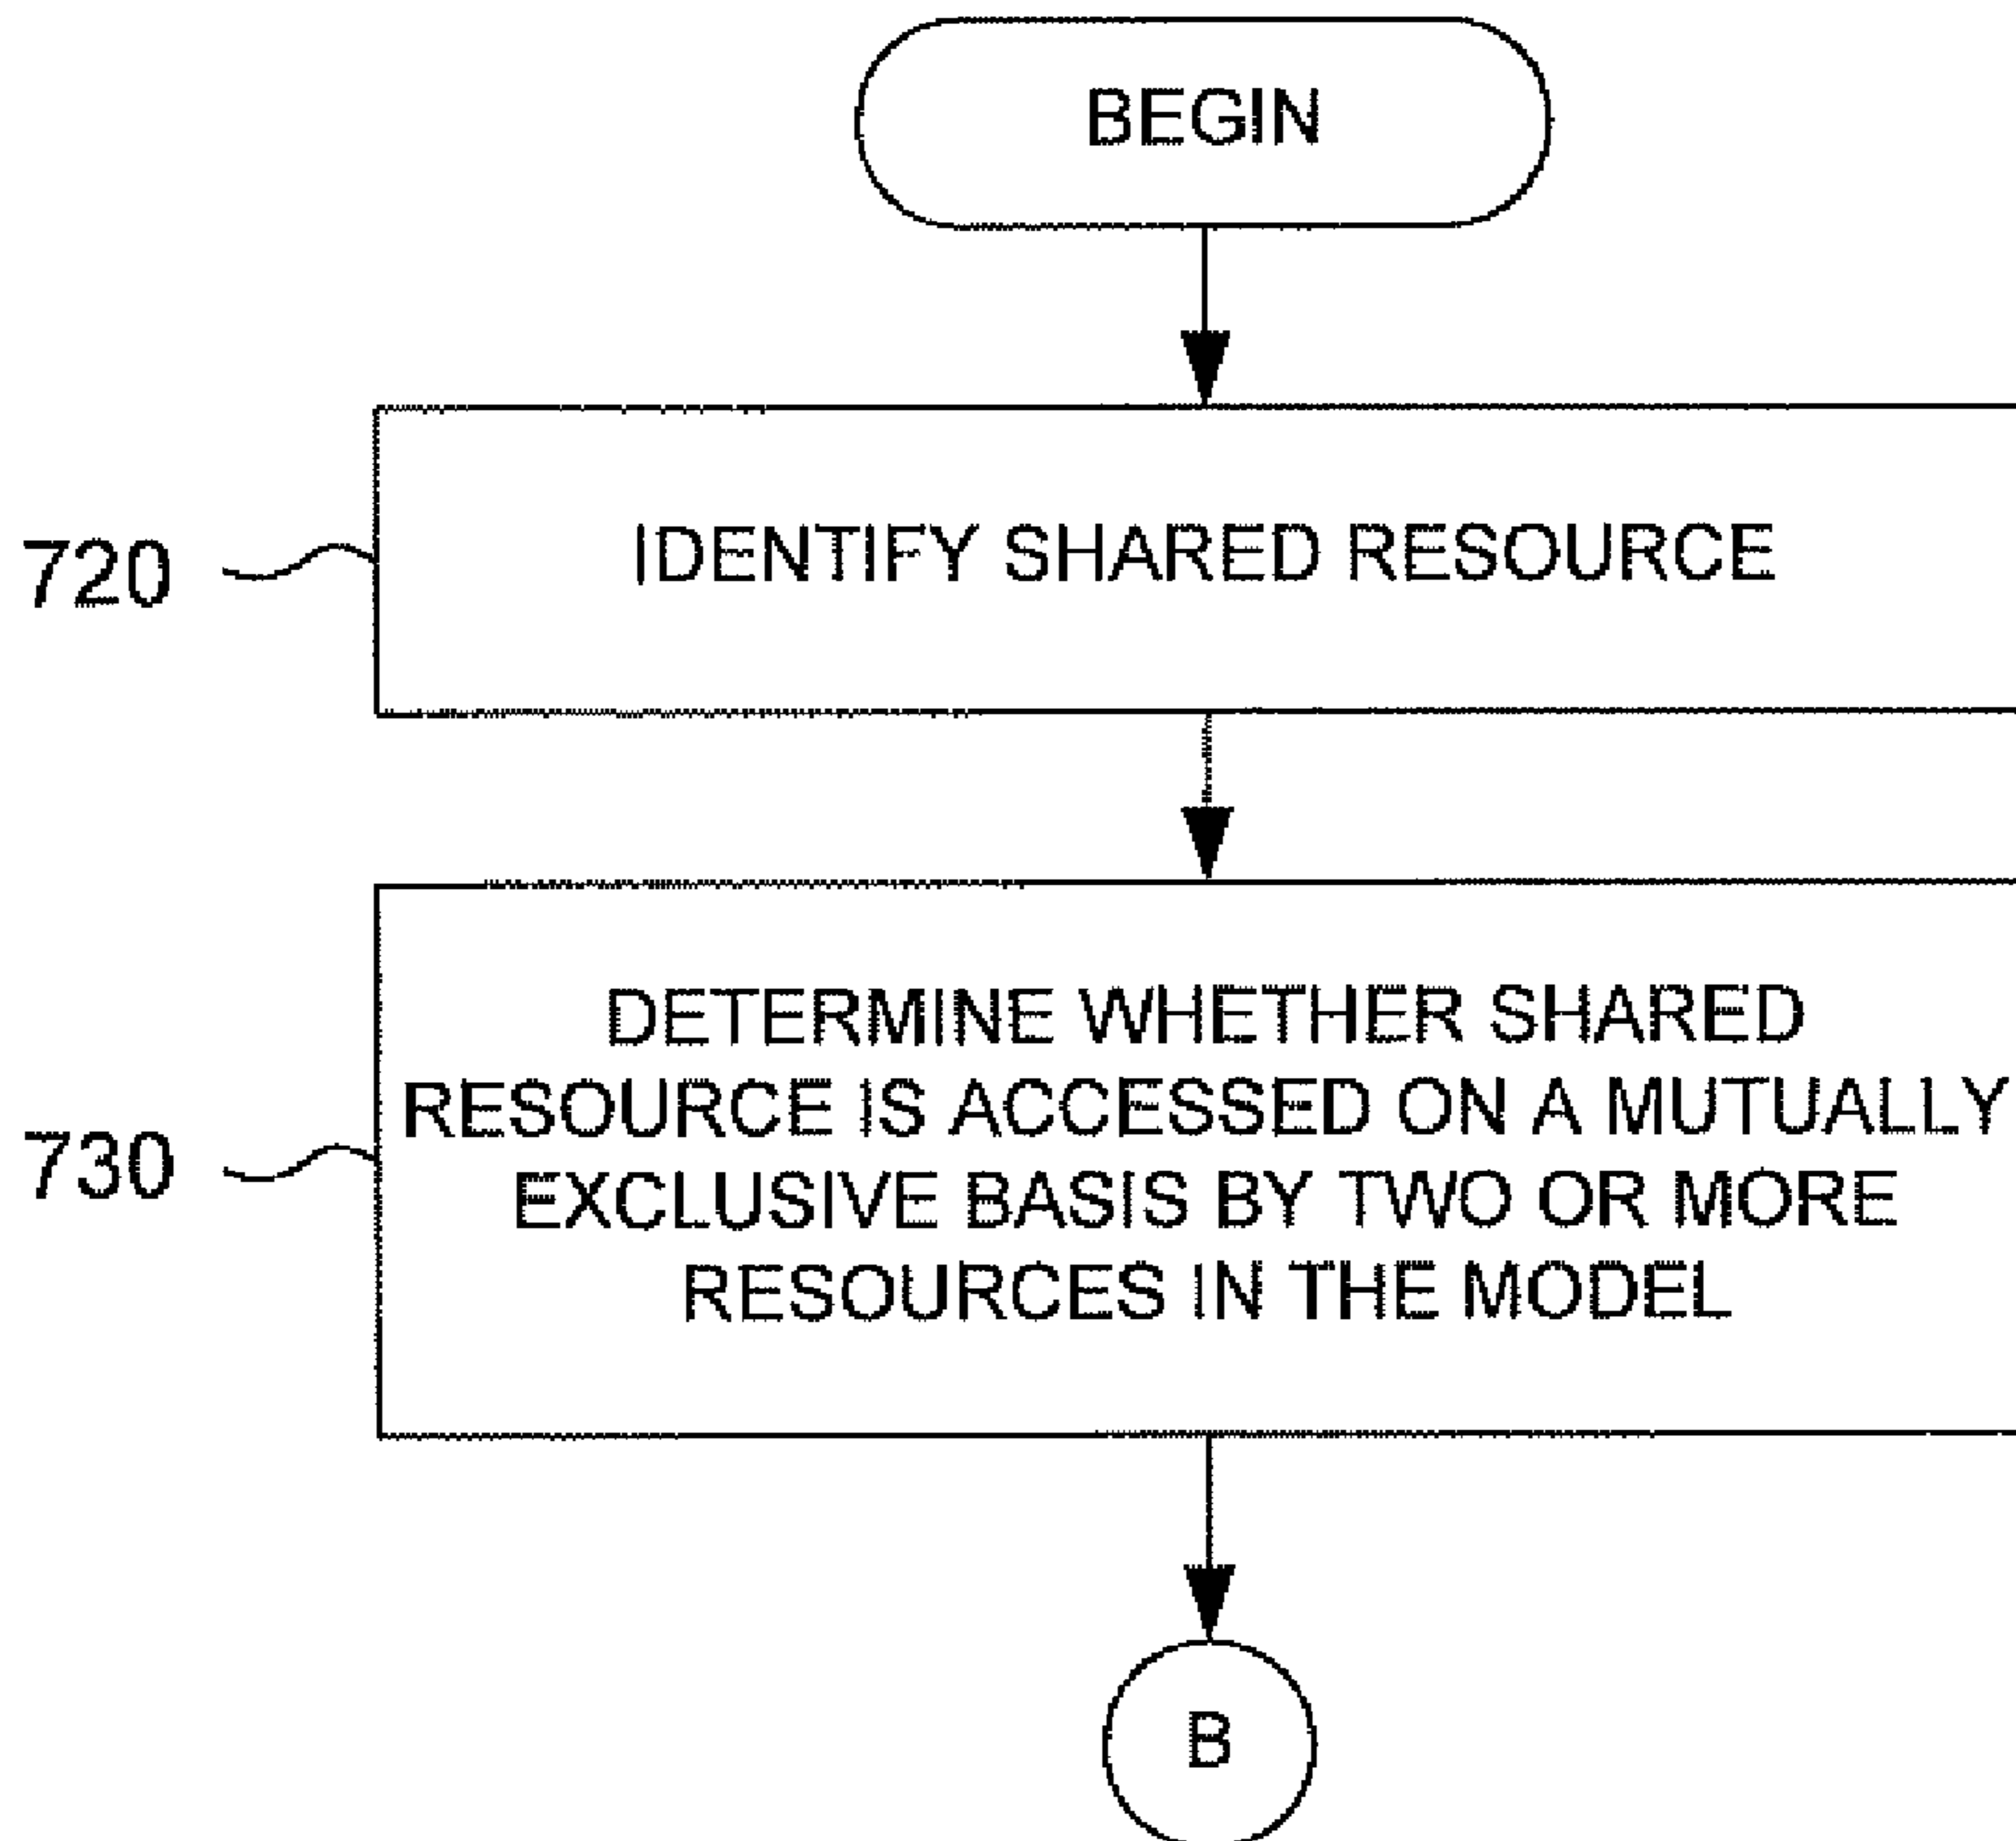 BEGIN
720
IDENTIFY SHARED RESOURCE
730
DETERMINE WHETHER SHARED
RESOURCE IS ACCESSED ON A MUTUALLY
EXCLUSIVE BASIS BY TWO OR MORE
RESOURCES IN THE MODEL
B